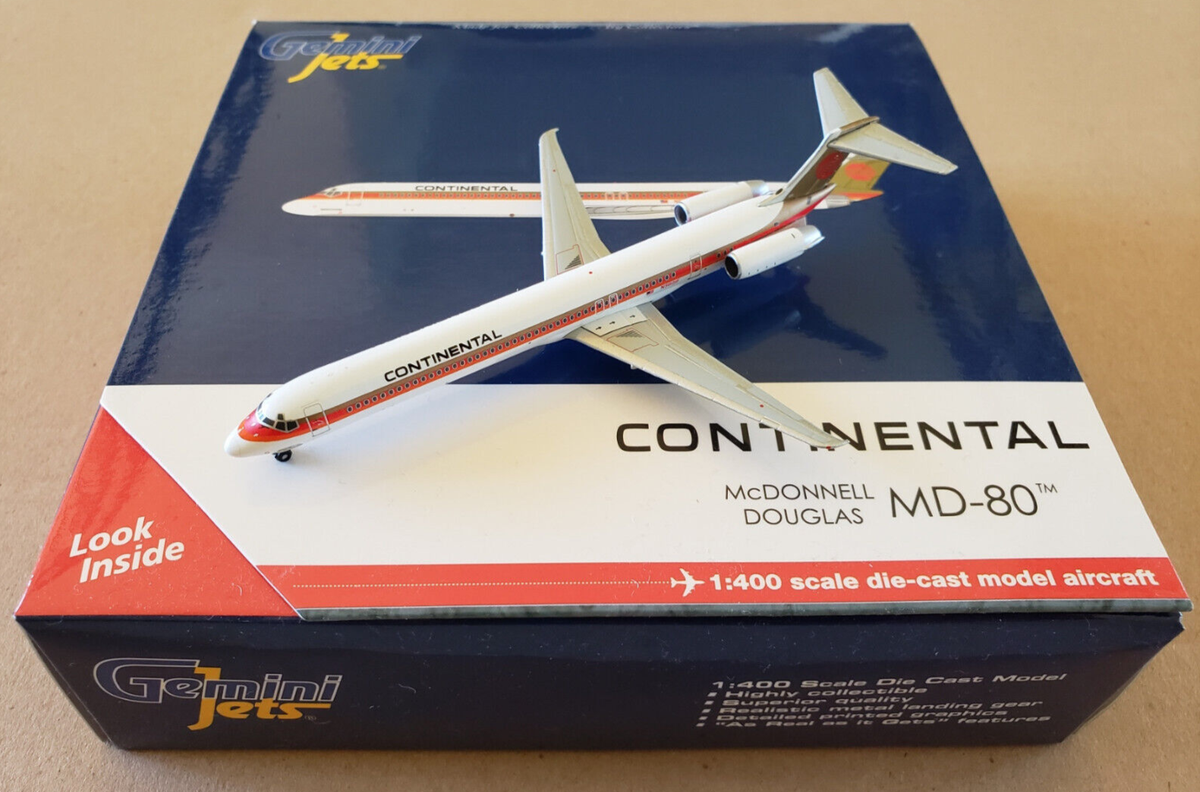 Gemini
Jets
CONTINENTAL
CONTINENTAL
CONTINENTAL
McDONNELL
DOUGLAS
MD-80™
Look
Inside
1:400 scale die-cast model aircraft
Gemini
Jets
1:400 Scale Die Cast Model
▪ Highly collectible
▪ Superior quality
▪ Realistic metal landing gear
▪ Detailed printed graphics
▪ "As Real as it Gets" features